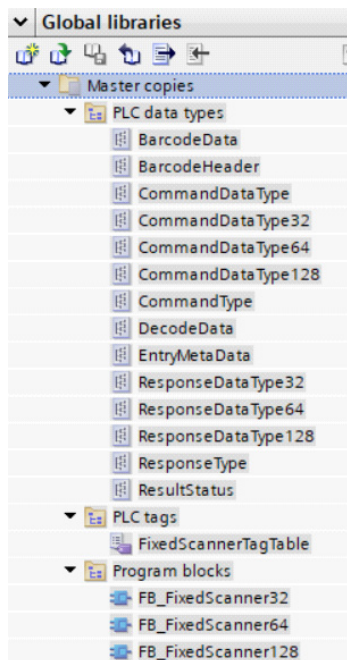 Global libraries
Master copies
PLC data types
BarcodeData
BarcodeHeader
CommandDataType
CommandDataType32
CommandDataType64
CommandDataType128
CommandType
DecodeData
EntryMetaData
ResponseDataType32
ResponseDataType64
ResponseDataType128
ResponseType
ResultStatus
PLC tags
FixedScannerTagTable
Program blocks
FB_FixedScanner32
FB_FixedScanner64
FB_FixedScanner128